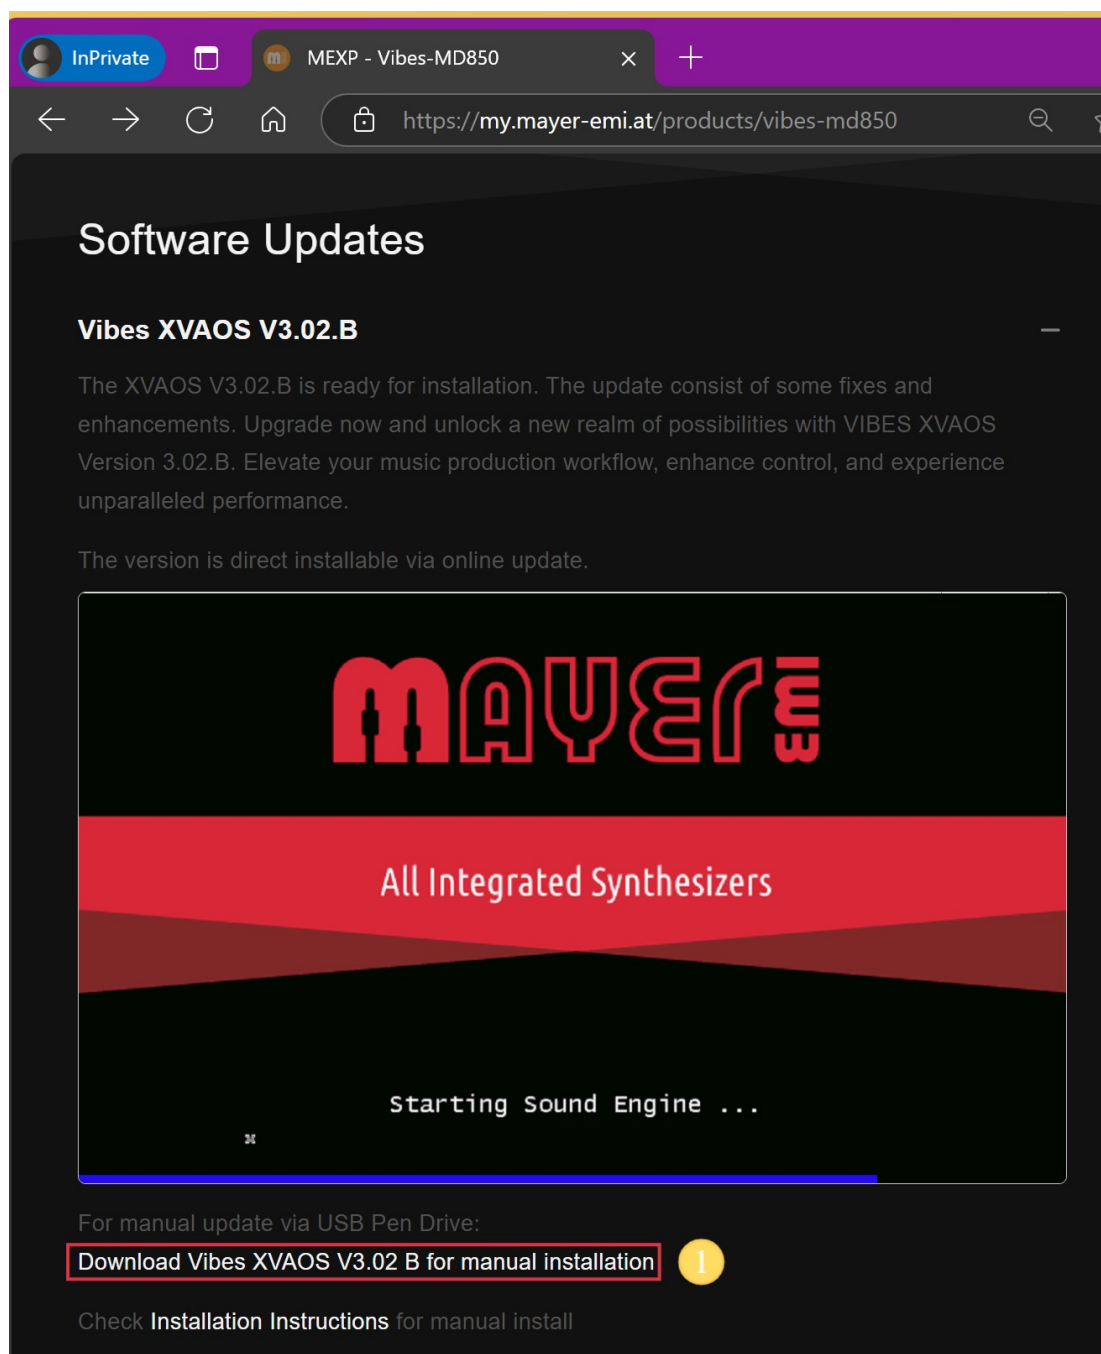 InPrivate
MEXP - Vibes-MD850
https://my.mayer-emi.at/products/vibes-md850
Software Updates
Vibes XVAOS V3.02.B
The XVAOS V3.02.B is ready for installation. The update consist of some fixes and
enhancements. Upgrade now and unlock a new realm of possibilities with VIBES XVAOS
Version 3.02.B. Elevate your music production workflow, enhance control, and experience
unparalleled performance.
The version is direct installable via online update.
MAYER EMI
All Integrated Synthesizers
Starting Sound Engine ...
For manual update via USB Pen Drive:
Download Vibes XVAOS V3.02 B for manual installation
1
Check Installation Instructions for manual install